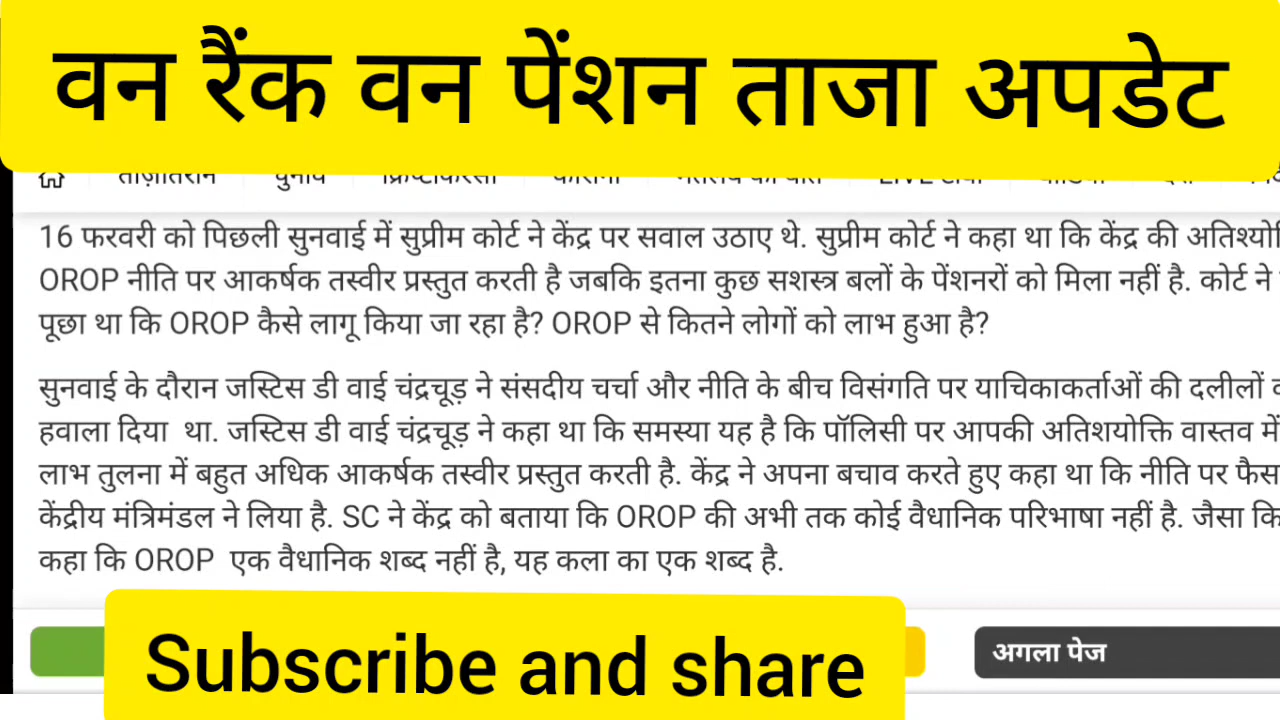 वन रैंक वन पेंशन ताजा अपडेट
16 फरवरी को पिछली सुनवाई में सुप्रीम कोर्ट ने केंद्र पर सवाल उठाए थे. सुप्रीम कोर्ट ने कहा था कि केंद्र की
OROP नीति पर आकर्षक तस्वीर प्रस्तुत करती है जबकि इतना कुछ सशस्त्र बलों के पेंशनरों को मिला नहीं है. कोर्ट ने
पूछा था कि OROP कैसे लागू किया जा रहा है? OROP से कितने लोगों को लाभ हुआ है?
सुनवाई के दौरान जस्टिस डी वाई चंद्रचूड़ ने संसदीय चर्चा और नीति के बीच विसंगति पर याचिकाकर्ताओं की दलीलों
हवाला दिया था. जस्टिस डी वाई चंद्रचूड़ ने कहा था कि समस्या यह है कि पॉलिसी पर आपकी अतिशयोक्ति वास्तव में
लाभ तुलना में बहुत अधिक आकर्षक तस्वीर प्रस्तुत करती है. केंद्र ने अपना बचाव करते हुए कहा था कि नीति पर
केंद्रीय मंत्रिमंडल ने लिया है. SC ने केंद्र को बताया कि OROP की अभी तक कोई वैधानिक परिभाषा नहीं है. जैसा
कहा कि OROP एक वैधानिक शब्द नहीं है, यह कला का एक शब्द है.
अगला पेज
Subscribe and share